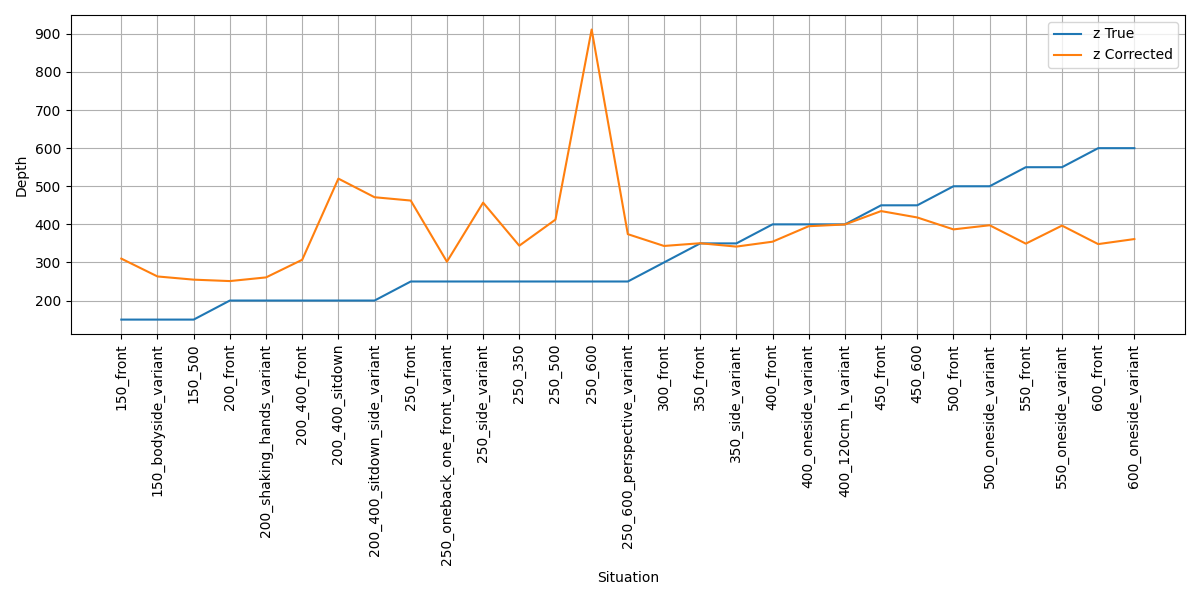 z True
z Corrected
Depth
900
800
700
600
500
400
300
200
150_front
150_bodyside_variant
150_500
200_front
200_shaking_hands_variant
200_400_front
200_400_sitdown
200_400_sitdown_side_variant
250_front
250_oneback_one_front_variant
250_side_variant
250_350
250_500
250_600
250_600_perspective_variant
300_front
350_front
350_side_variant
400_front
400_oneside_variant
400_120cm_h_variant
450_front
450_600
500_front
500_oneside_variant
550_front
550_oneside_variant
600_front
600_oneside_variant
Situation